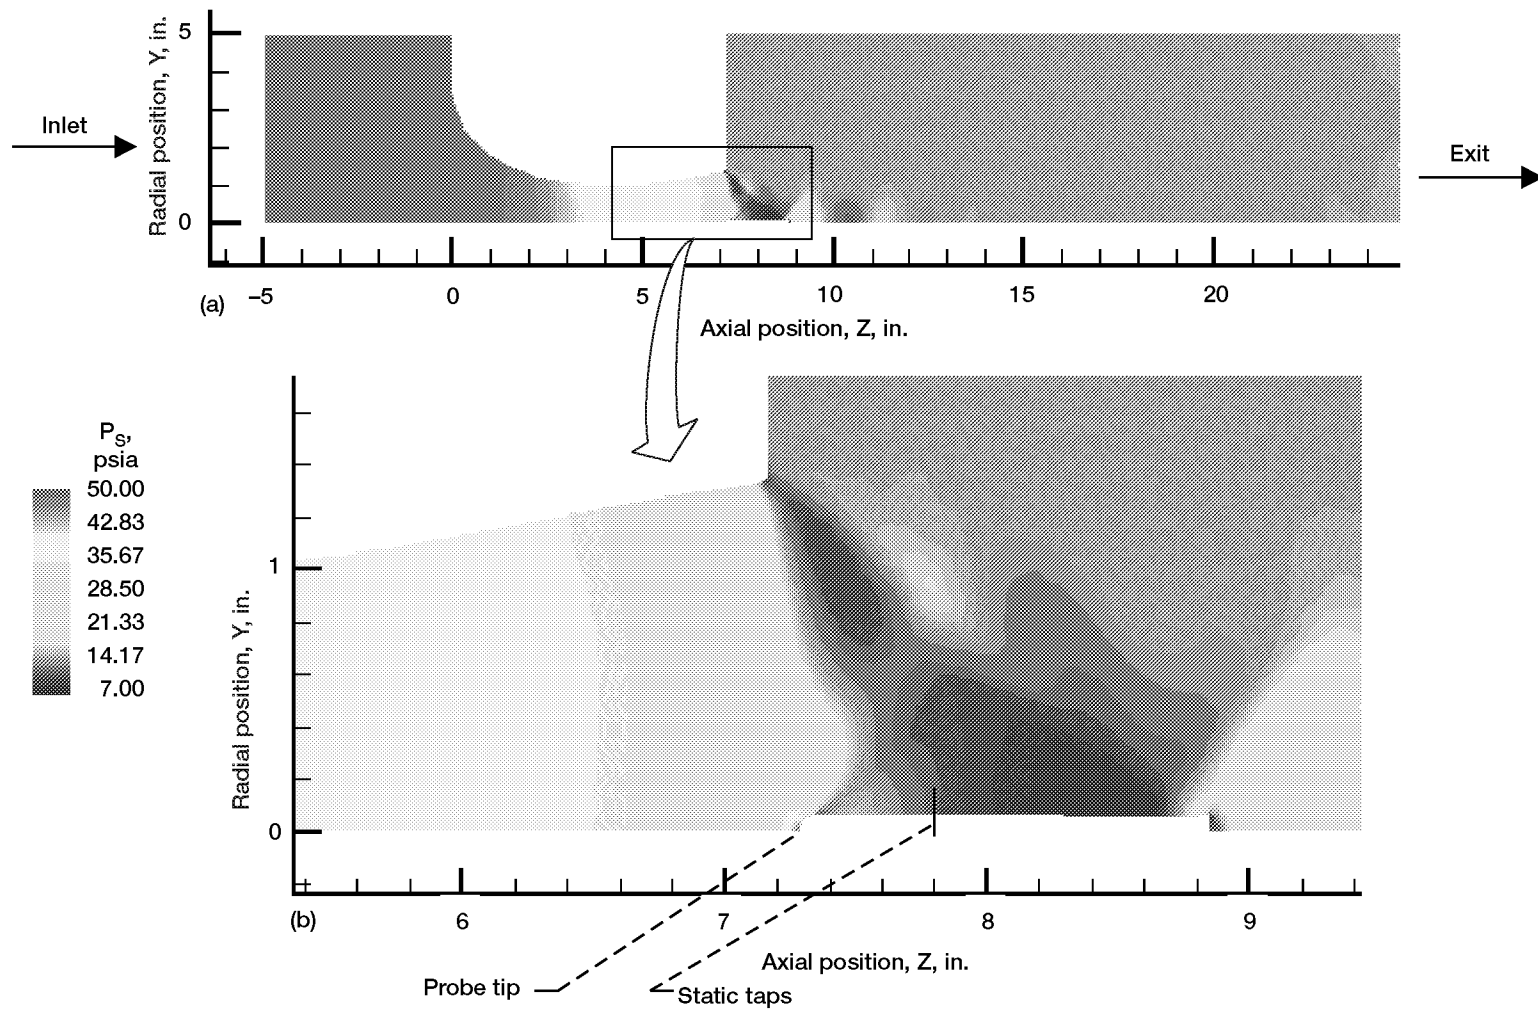 Radial position, Y, in.
5
0
Inlet
Exit
(a)
–5
0
5
10
15
20
Axial position, Z, in.
P_S,
psia
50.00
42.83
35.67
28.50
21.33
14.17
7.00
Radial position, Y, in.
1
0
(b)
6
7
8
9
Axial position, Z, in.
Probe tip
Static taps